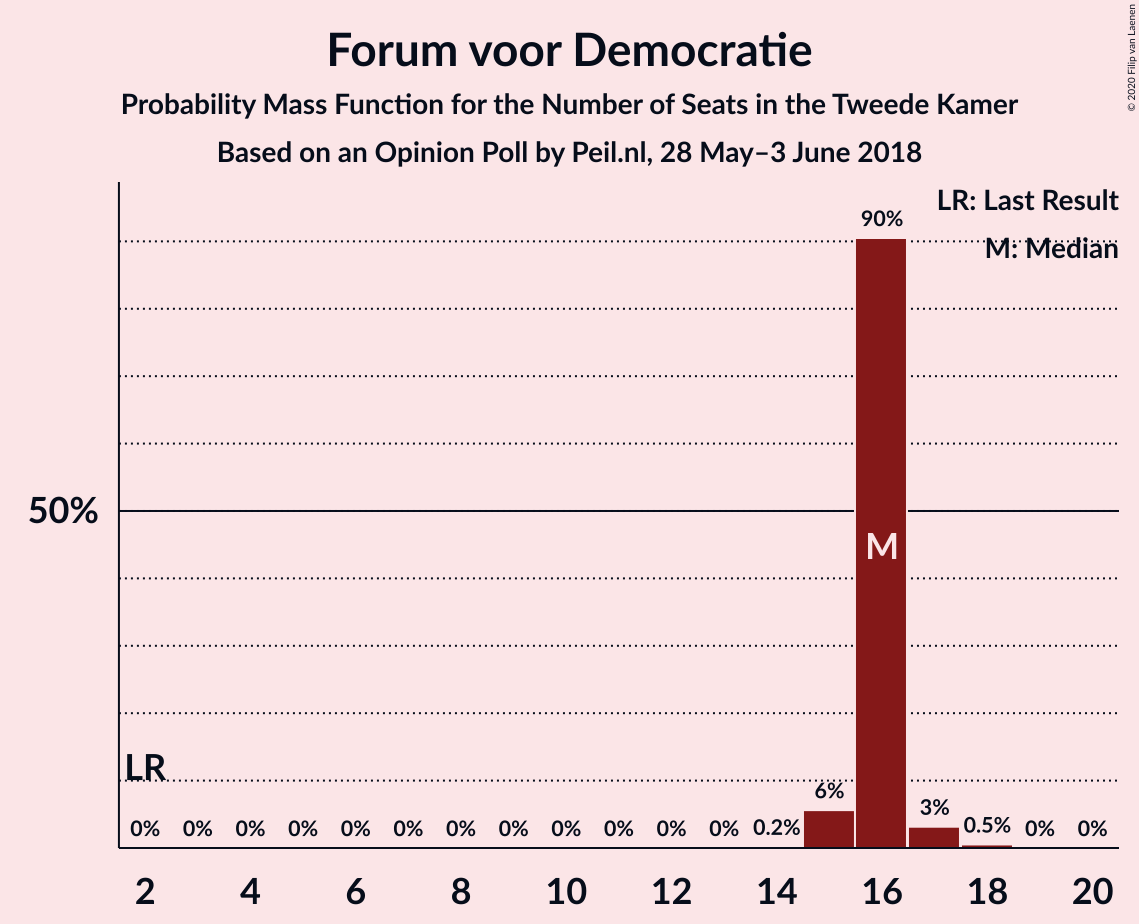 Forum voor Democratie
Probability Mass Function for the Number of Seats in the Tweede Kamer
Based on an Opinion Poll by Peil.nl, 28 May–3 June 2018
© 2020 Filip van Laenen
LR: Last Result
M: Median
90%
50%
M
LR
0% 0% 0% 0% 0% 0% 0% 0% 0% 0% 0% 0% 0.2% 6% 3% 0.5% 0% 0%
2 4 6 8 10 12 14 16 18 20